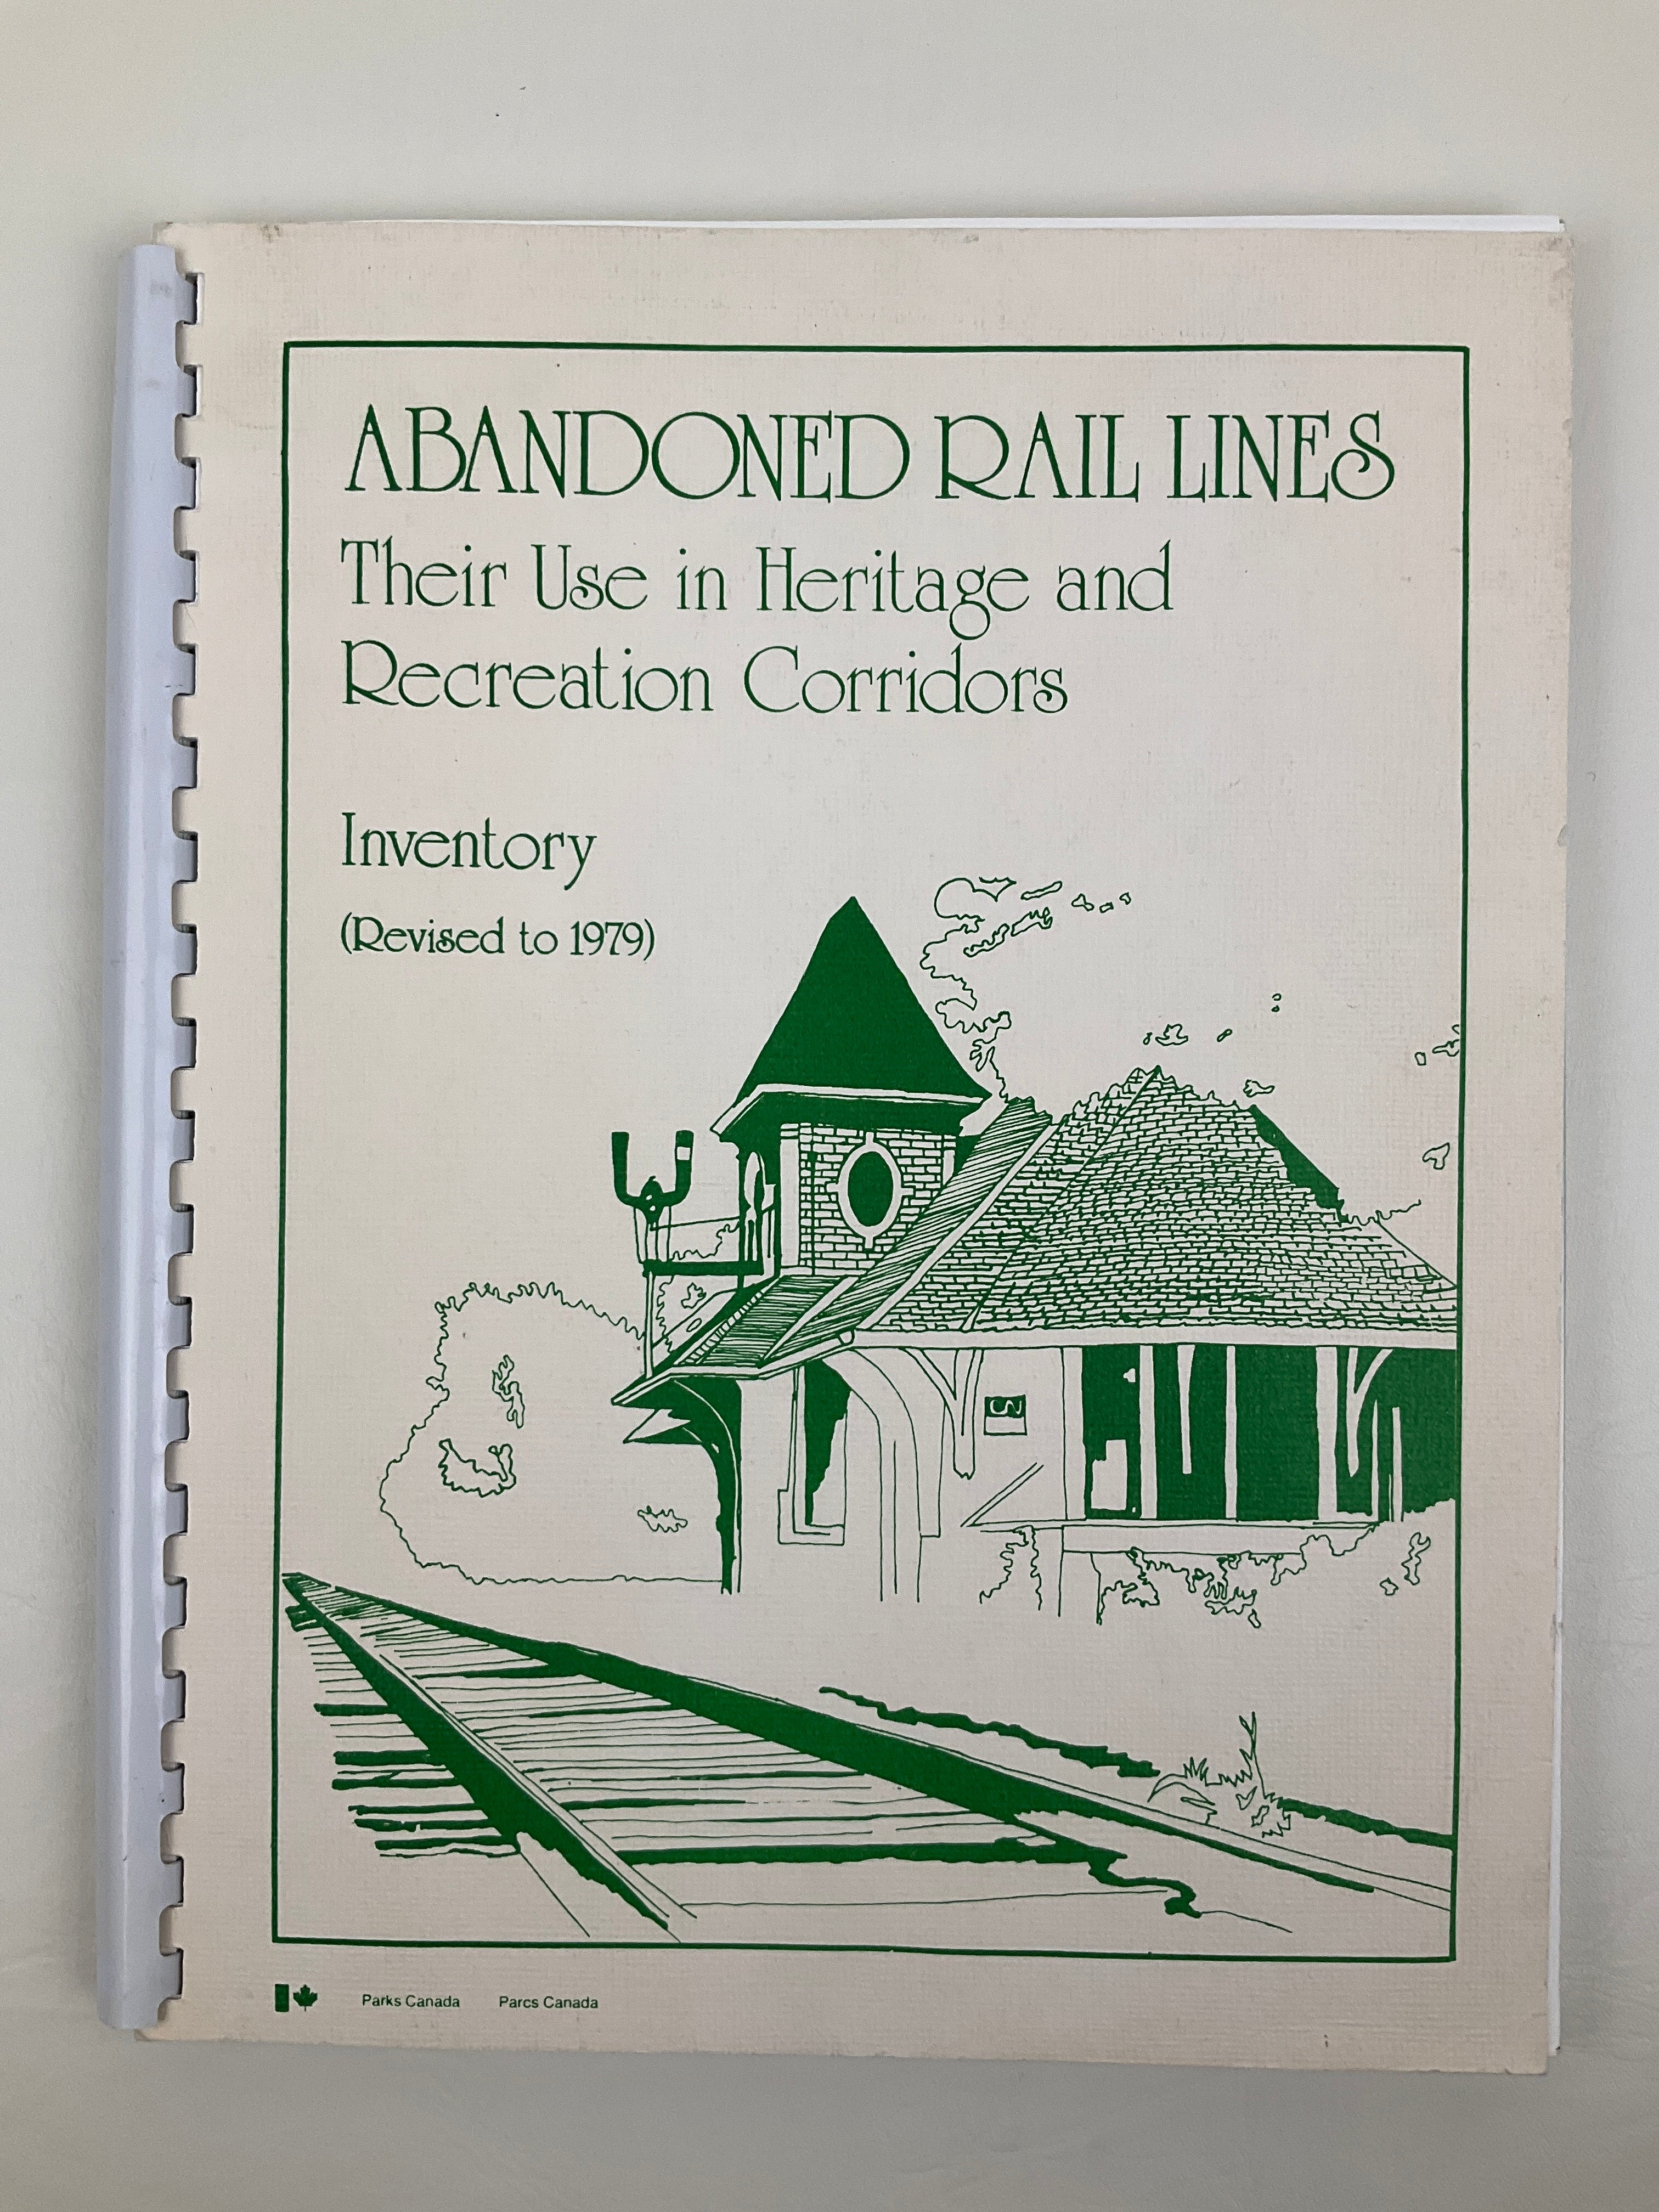 ABANDONED RAIL LINES
Their Use in Heritage and
Recreation Corridors
Inventory
(Revised to 1979)
Parks Canada Parcs Canada